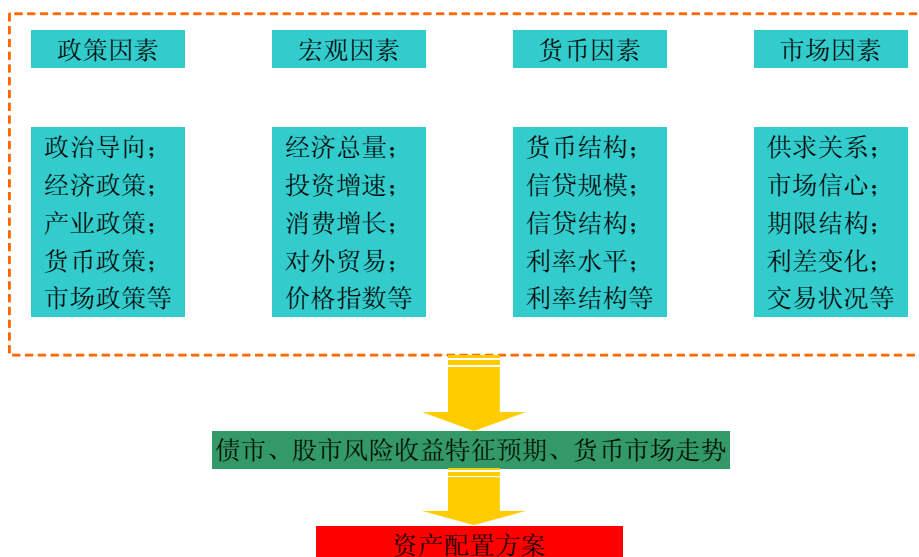 政策因素
宏观因素
货币因素
市场因素
政治导向；
经济政策；
产业政策；
货币政策；
市场政策等
经济总量；
投资增速；
消费增长；
对外贸易；
价格指数等
货币结构；
信贷规模；
信贷结构；
利率水平；
利率结构等
供求关系；
市场信心；
期限结构；
利差变化；
交易状况等
债市、股市风险收益特征预期、货币市场走势
资产配置方案